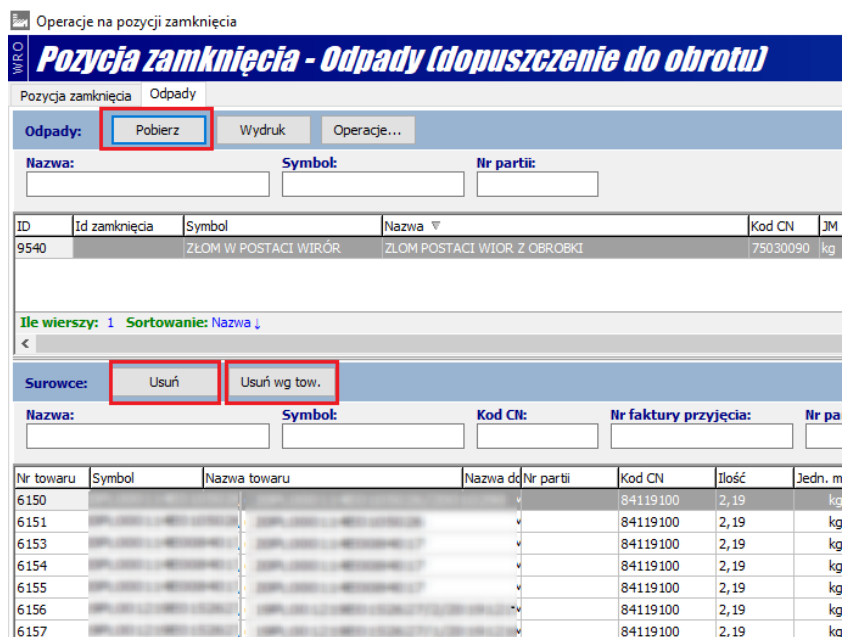 Operacje na pozycji zamknięcia
WRO
Pozycja zamknięcia - Odpady (dopuszczenie do obrotu)
Pozycja zamknięcia Odpady
Odpady: Pobierz Wydruk Operacje...
Nazwa: Symbol: Nr partii:
ID Id zamknięcia Symbol Nazwa Kod CN JM
9540 ZŁOM W POSTACI WIRÓR ZLOM POSTACI WIOR Z OBROBKI 75030090 kg
Ile wierszy: 1 Sortowanie: Nazwa ↓
Surowce: Usuń Usuń wg tow.
Nazwa: Symbol: Kod CN: Nr faktury przyjęcia: Nr pa
Nr towaru Symbol Nazwa towaru Nazwa do Nr partii Kod CN Ilość Jedn. m
6150 84119100 2,19 kg
6151 84119100 2,19 kg
6153 84119100 2,19 kg
6154 84119100 2,19 kg
6155 84119100 2,19 kg
6156 84119100 2,19 kg
6157 84119100 2,19 kg